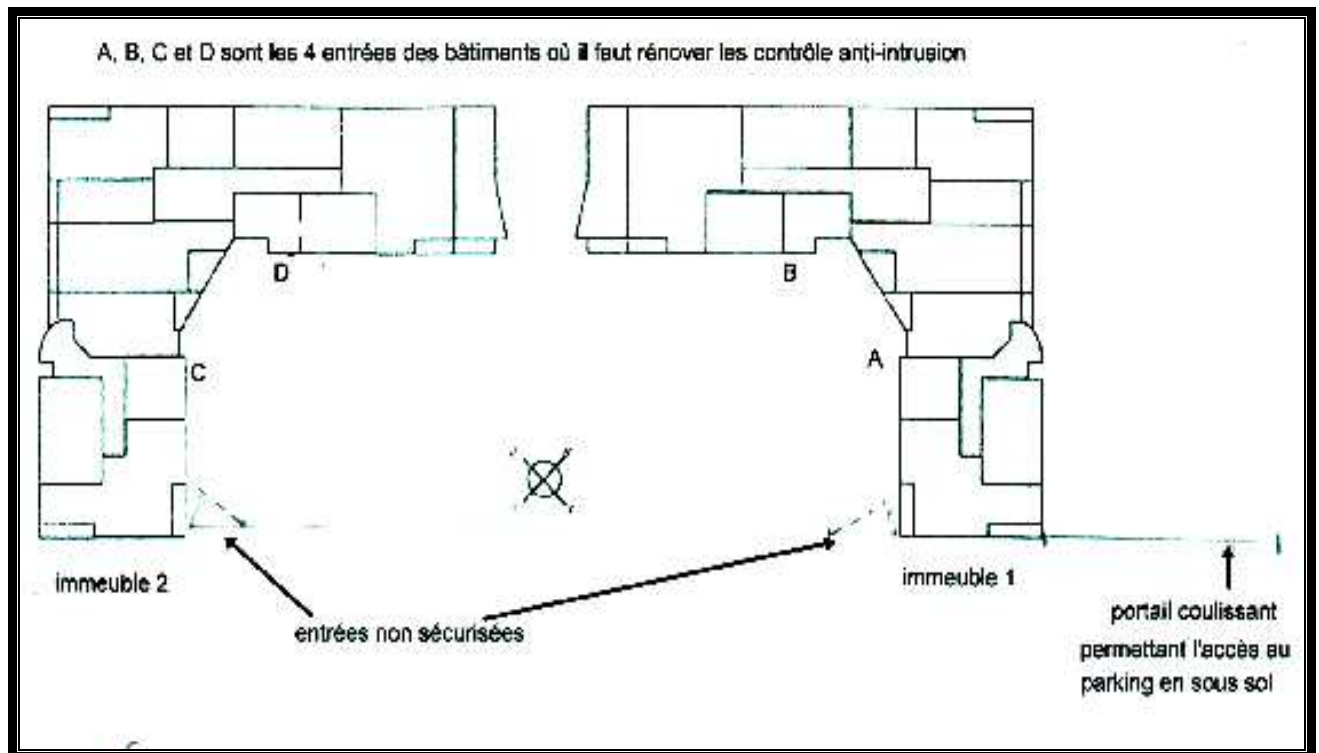 A, B, C et D sont les 4 entrées des bâtiments où il faut rénover les contrôle anti-intrusion
D
B
C
A
immeuble 2
immeuble 1
entrées non sécurisées
portail coulissant
permettant l'accès au
parking en sous sol